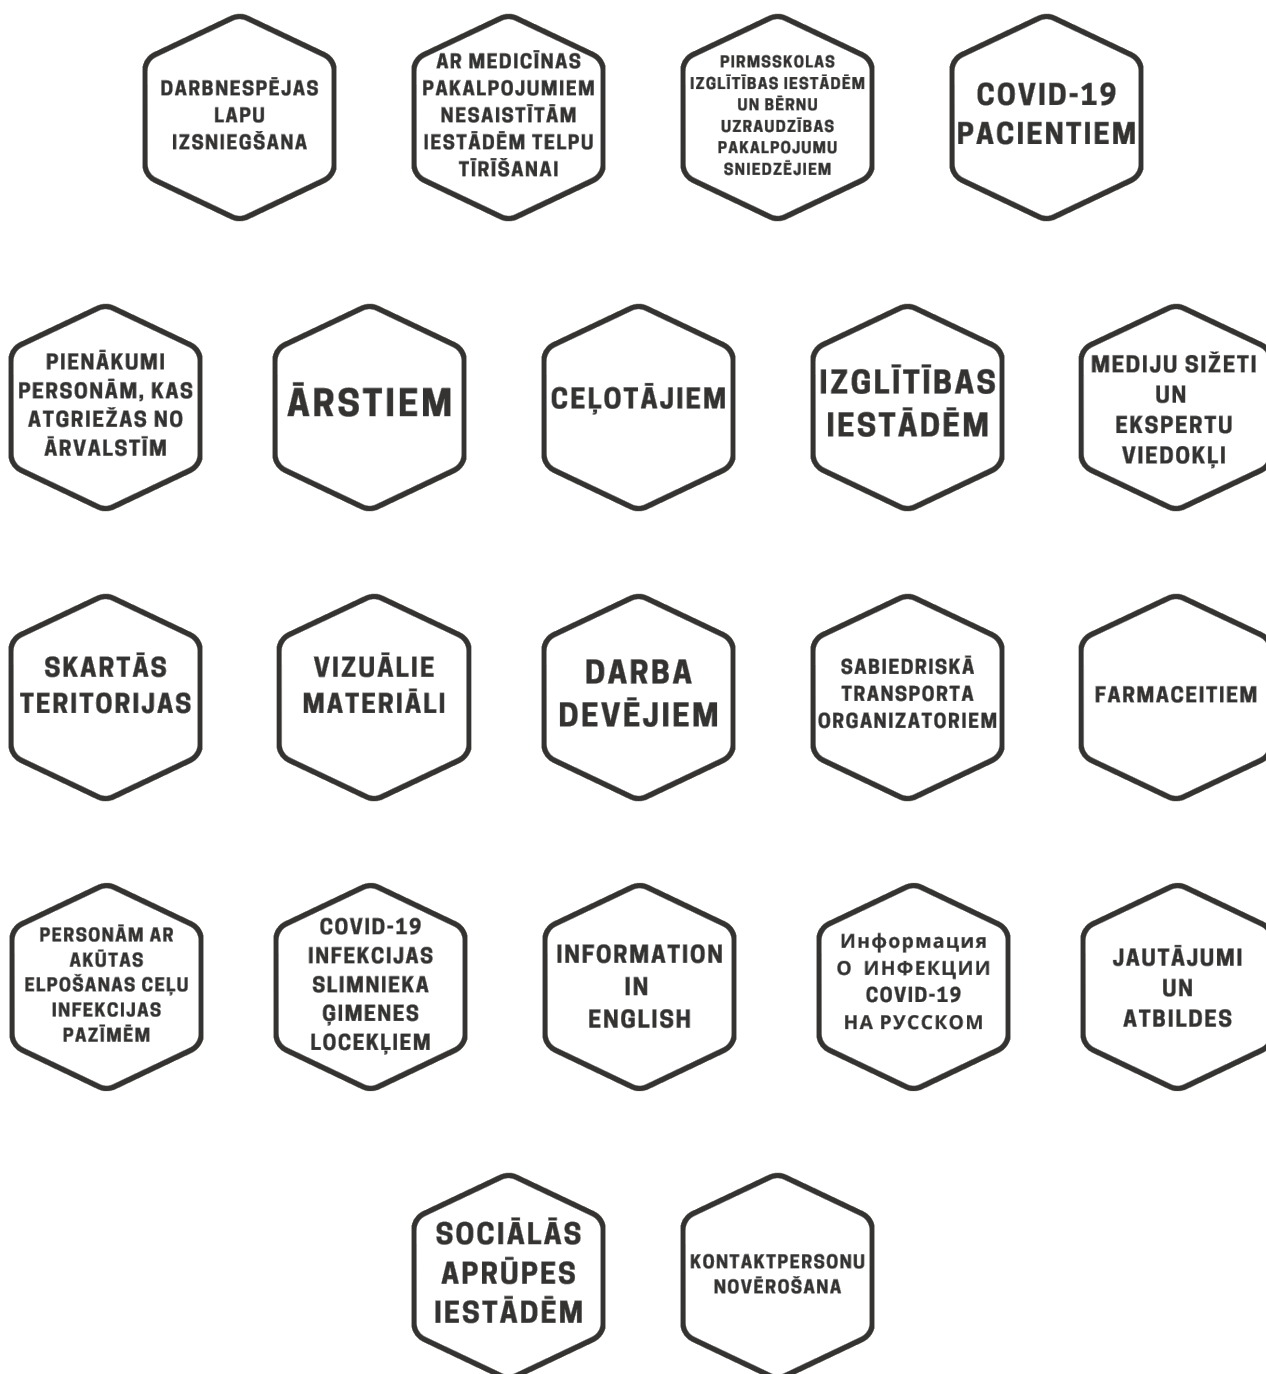 DARBNESPĒJAS
LAPU
IZSNIEGŠANA
AR MEDICĪNAS
PAKALPOJUMIEM
NESAISTĪTĀM
IESTĀDĒM TELPU
TĪRĪŠANAI
PIRMSSKOLAS
IZGLĪTĪBAS IESTĀDĒM
UN BĒRNU
UZRAUDZĪBAS
PAKALPOJUMU
SNIEDZĒJIEM
COVID-19
PACIENTIEM
PIENĀKUMI
PERSONĀM, KAS
ATGRIEŽAS NO
ĀRVALSTĪM
ĀRSTIEM
CEĻOTĀJIEM
IZGLĪTĪBAS
IESTĀDĒM
MEDIJU SIŽETI
UN
EKSPERTU
VIEDOKĻI
SKARTĀS
TERITORIJAS
VIZUĀLIE
MATERIĀLI
DARBA
DEVĒJIEM
SABIEDRISKĀ
TRANSPORTA
ORGANIZATORIEM
FARMACEITIEM
PERSONĀM AR
AKŪTAS
ELPOŠANAS CEĻU
INFEKCIJAS
PAZĪMĒM
COVID-19
INFEKCIJAS
SLIMNIEKA
ĢIMENES
LOCEKĻIEM
INFORMATION
IN
ENGLISH
Информация
О ИНФЕКЦИИ
COVID-19
НА РУССКОМ
JAUTĀJUMI
UN
ATBILDES
SOCIĀLĀS
APRŪPES
IESTĀDĒM
KONTAKTPERSONU
NOVĒROŠANA